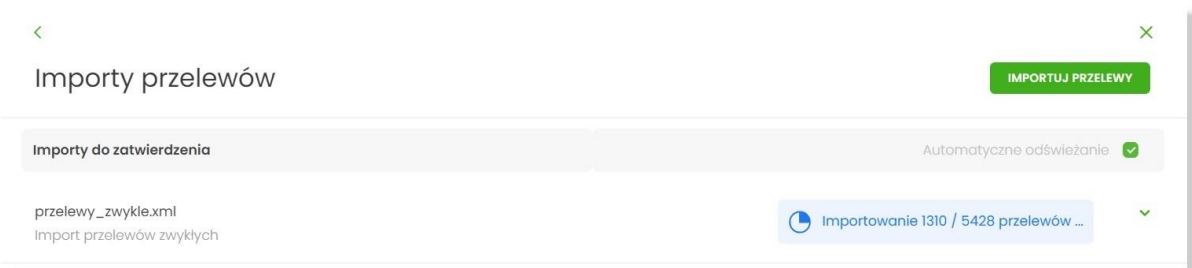 Importy przelewów
IMPORTUJ PRZELEWY
Importy do zatwierdzenia
Automatyczne odświeżanie
przelewy_zwykle.xml
Import przelewów zwykłych
Importowanie 1310 / 5428 przelewów ...